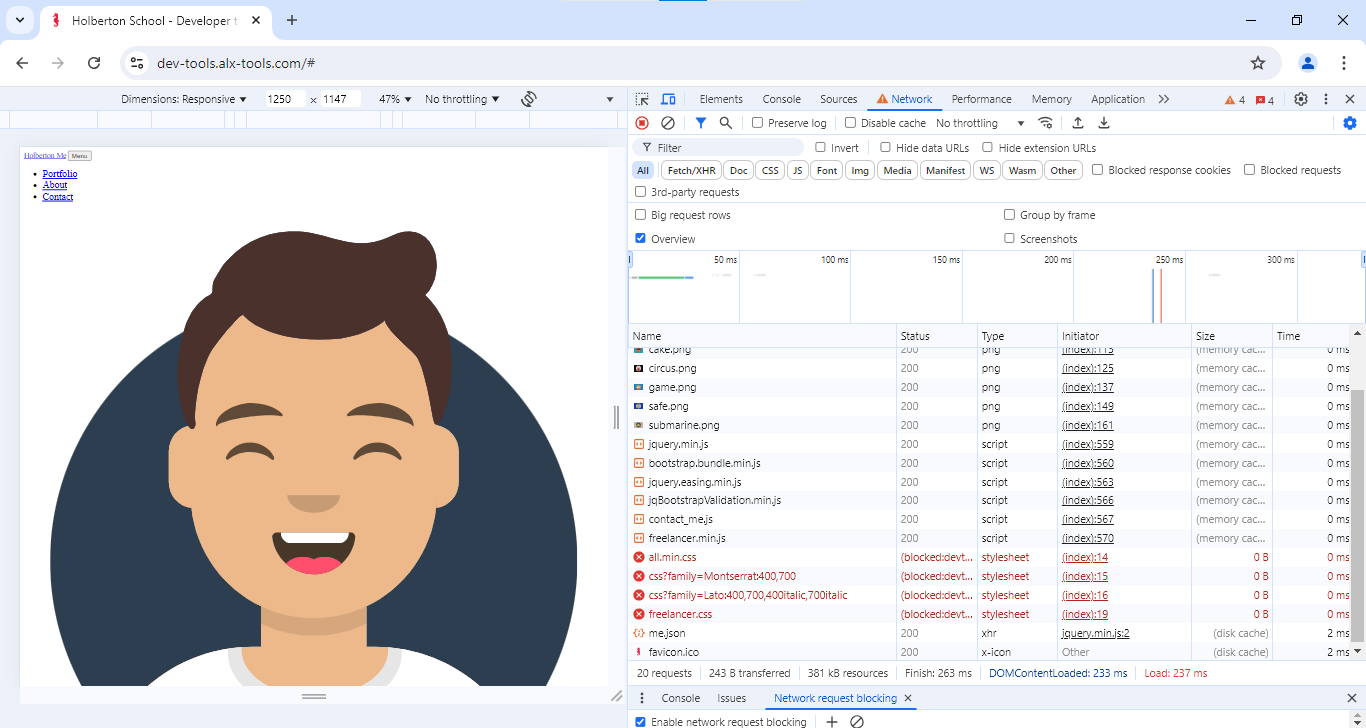 Holberton School - Developer t
dev-tools.alx-tools.com/#
Dimensions: Responsive 1250 × 1147 47% No throttling
Elements Console Sources Network Performance Memory Application 4 4
Preserve log Disable cache No throttling
Filter Invert Hide data URLs Hide extension URLs
All Fetch/XHR Doc CSS JS Font Img Media Manifest WS Wasm Other Blocked response cookies Blocked requests
3rd-party requests
Big request rows Group by frame
Overview Screenshots
50 ms 100 ms 150 ms 200 ms 250 ms 300 ms
Holberton Me Menu
Portfolio
About
Contact
Name Status Type Initiator Size Time
cake.png 200 png (index):113 (memory cac... 0 ms
circus.png 200 png (index):125 (memory cac... 0 ms
game.png 200 png (index):137 (memory cac... 0 ms
safe.png 200 png (index):149 (memory cac... 0 ms
submarine.png 200 png (index):161 (memory cac... 0 ms
jquery.min.js 200 script (index):559 (memory cac... 0 ms
bootstrap.bundle.min.js 200 script (index):560 (memory cac... 0 ms
jquery.easing.min.js 200 script (index):563 (memory cac... 0 ms
jqBootstrapValidation.min.js 200 script (index):566 (memory cac... 0 ms
contact_me.js 200 script (index):567 (memory cac... 0 ms
freelancer.min.js 200 script (index):570 (memory cac... 0 ms
all.min.css (blocked:devt... stylesheet (index):14 0 B 0 ms
css?family=Montserrat:400,700 (blocked:devt... stylesheet (index):15 0 B 0 ms
css?family=Lato:400,700,400italic,700italic (blocked:devt... stylesheet (index):16 0 B 0 ms
freelancer.css (blocked:devt... stylesheet (index):19 0 B 0 ms
me.json 200 xhr jquery.min.js:2 (disk cache) 2 ms
favicon.ico 200 x-icon Other (disk cache) 2 ms
20 requests 243 B transferred 381 kB resources Finish: 263 ms DOMContentLoaded: 233 ms Load: 237 ms
Console Issues Network request blocking
Enable network request blocking